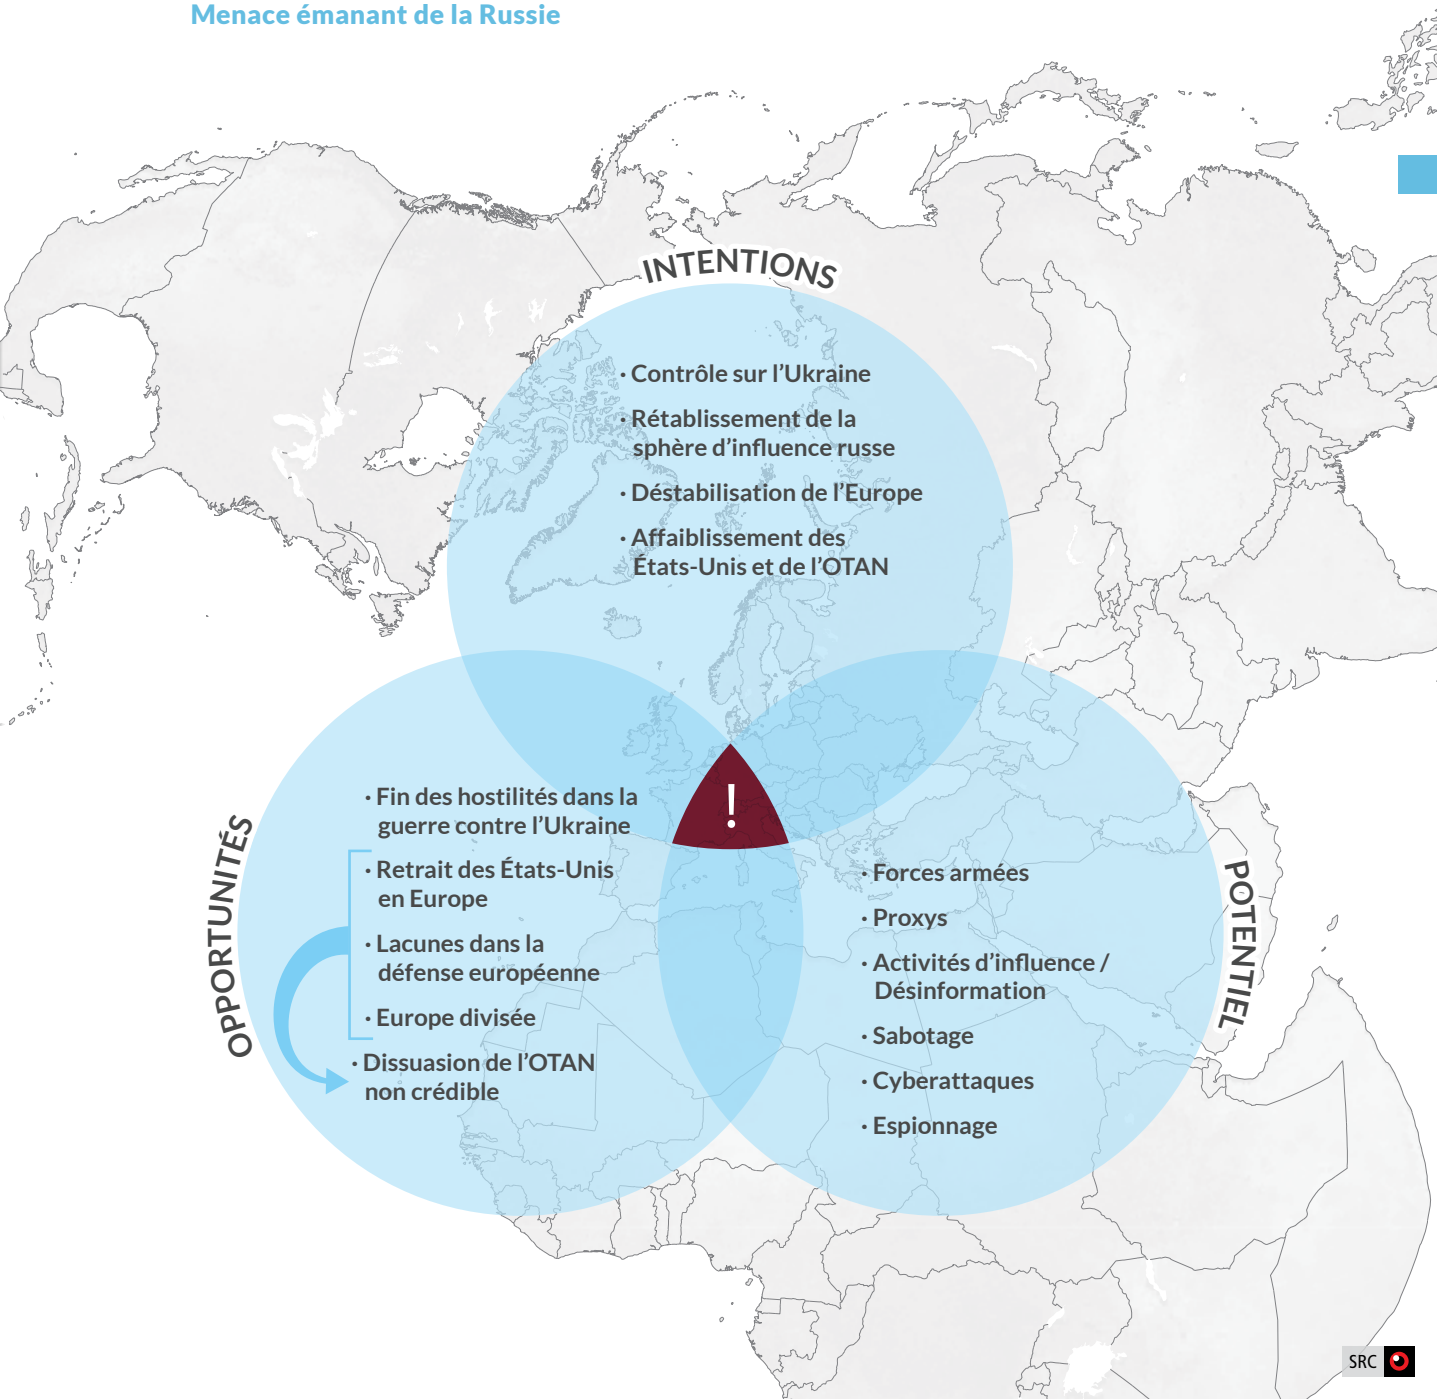 Menace émanant de la Russie
INTENTIONS
· Contrôle sur l’Ukraine
· Rétablissement de la
sphère d’influence russe
· Déstabilisation de l’Europe
· Affaiblissement des
États-Unis et de l’OTAN
OPPORTUNITÉS
· Fin des hostilités dans la
guerre contre l’Ukraine
· Retrait des États-Unis
en Europe
· Lacunes dans la
défense européenne
· Europe divisée
· Dissuasion de l’OTAN
non crédible
!
POTENTIEL
· Forces armées
· Proxys
· Activités d’influence /
Désinformation
· Sabotage
· Cyberattaques
· Espionnage
SRC